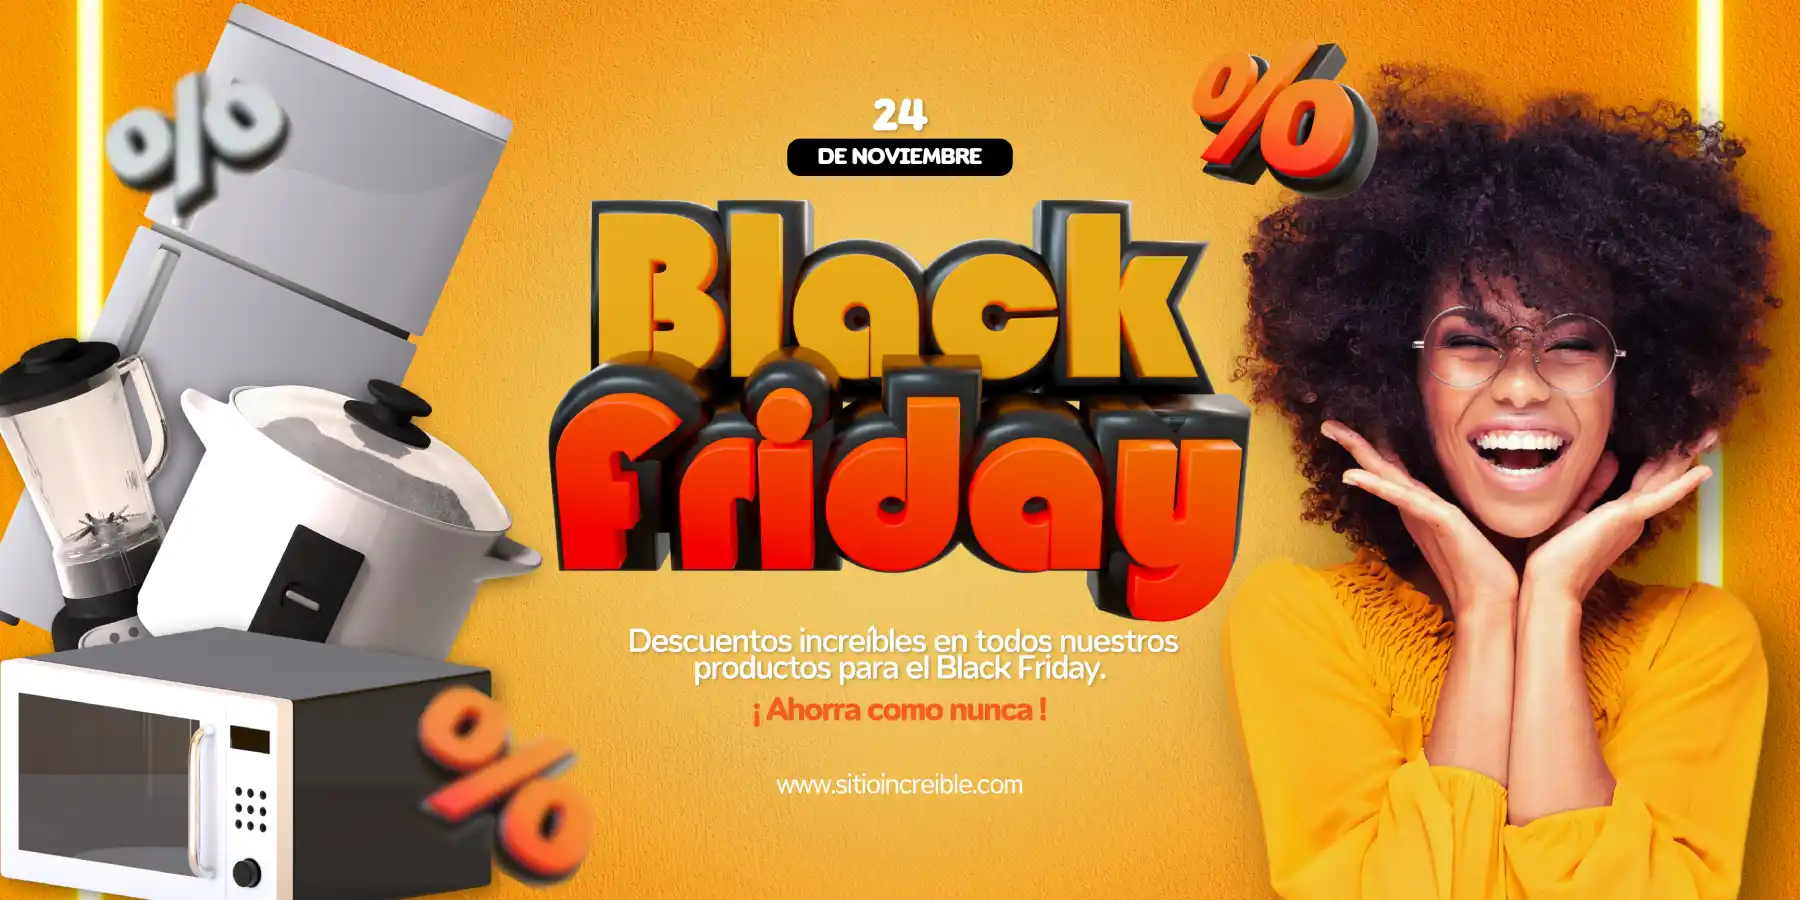 %
%
24
DE NOVIEMBRE
Black
friday
Descuentos increíbles en todos nuestros
productos para el Black Friday.
¡ Ahorra como nunca !
www.sitioincreible.com
%